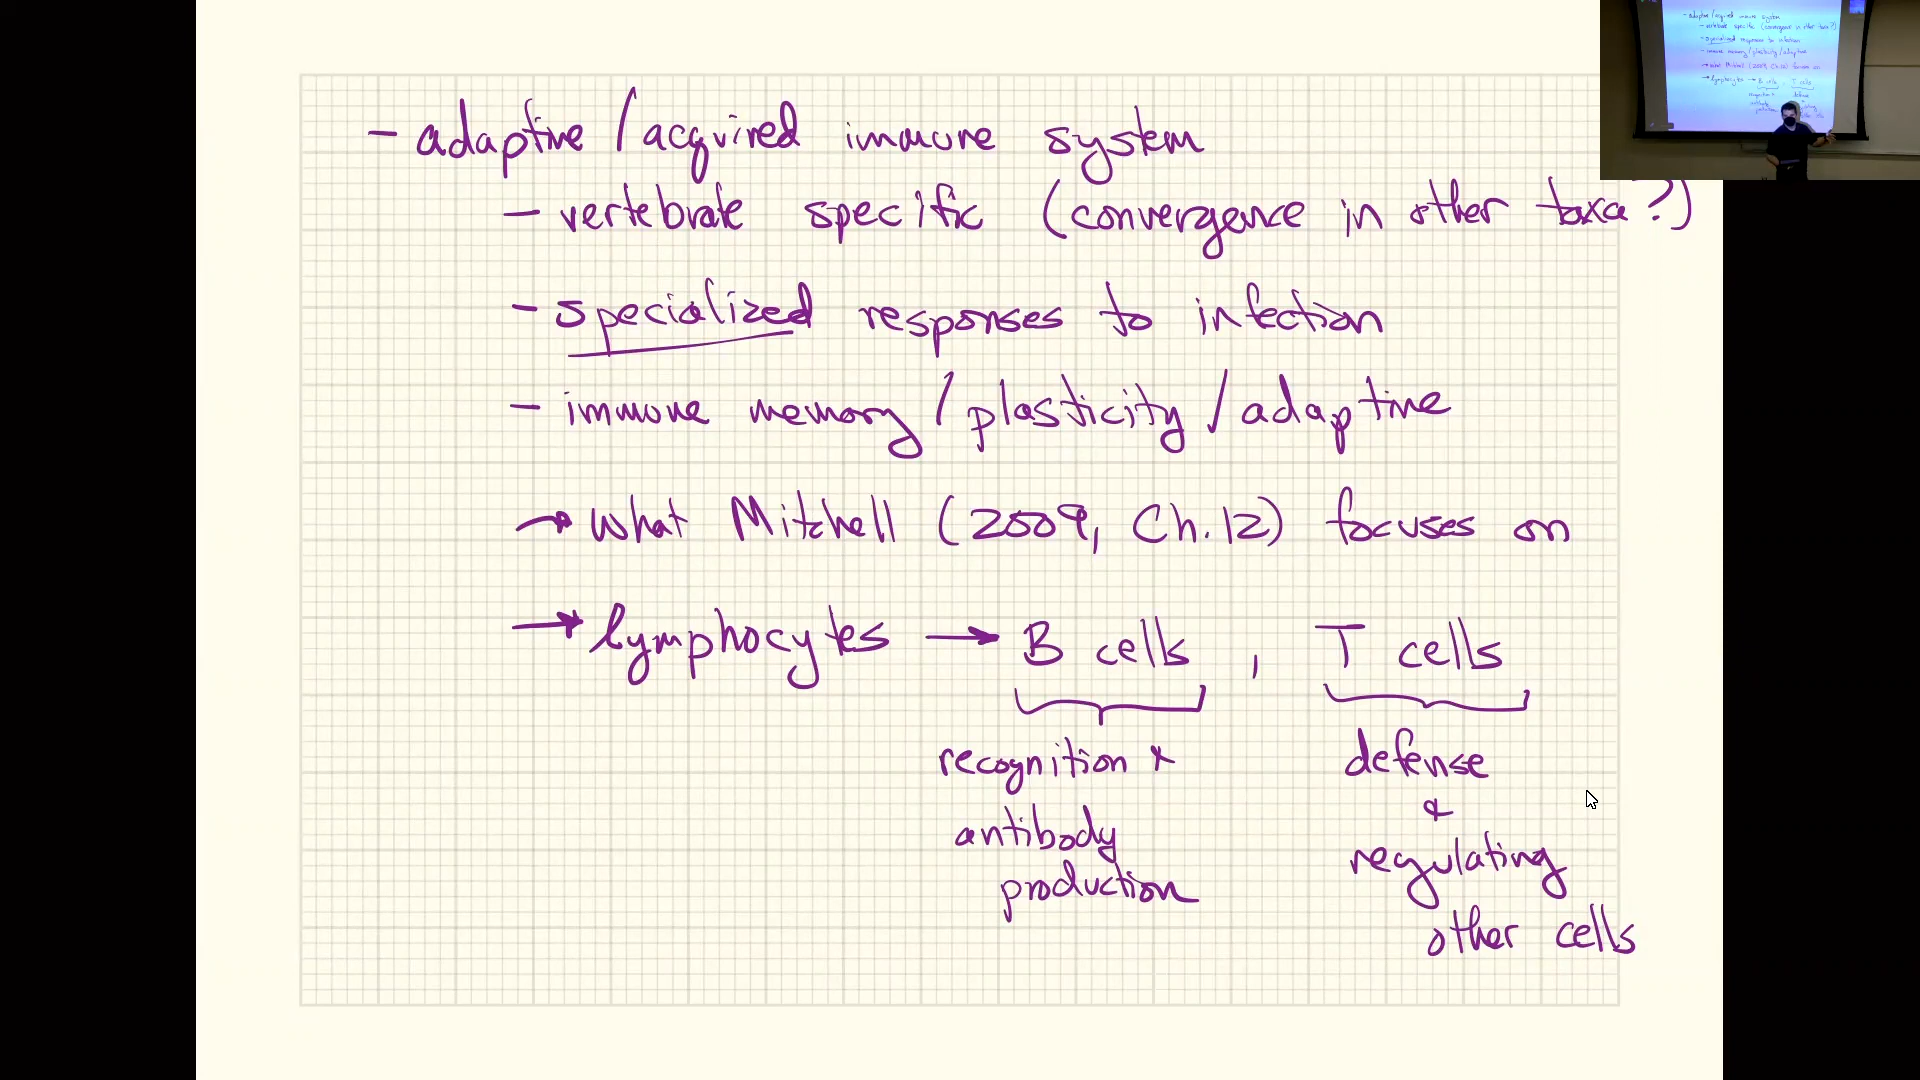 - adaptive / acquired immune system
- vertebrate specific (convergence in other taxa?)
- specialized responses to infection
- immune memory / plasticity / adaptive
→ what Mitchell (2009, Ch. 12) focuses on
→ lymphocytes → B cells , T cells
recognition &
antibody
production
defense
&
regulating
other cells